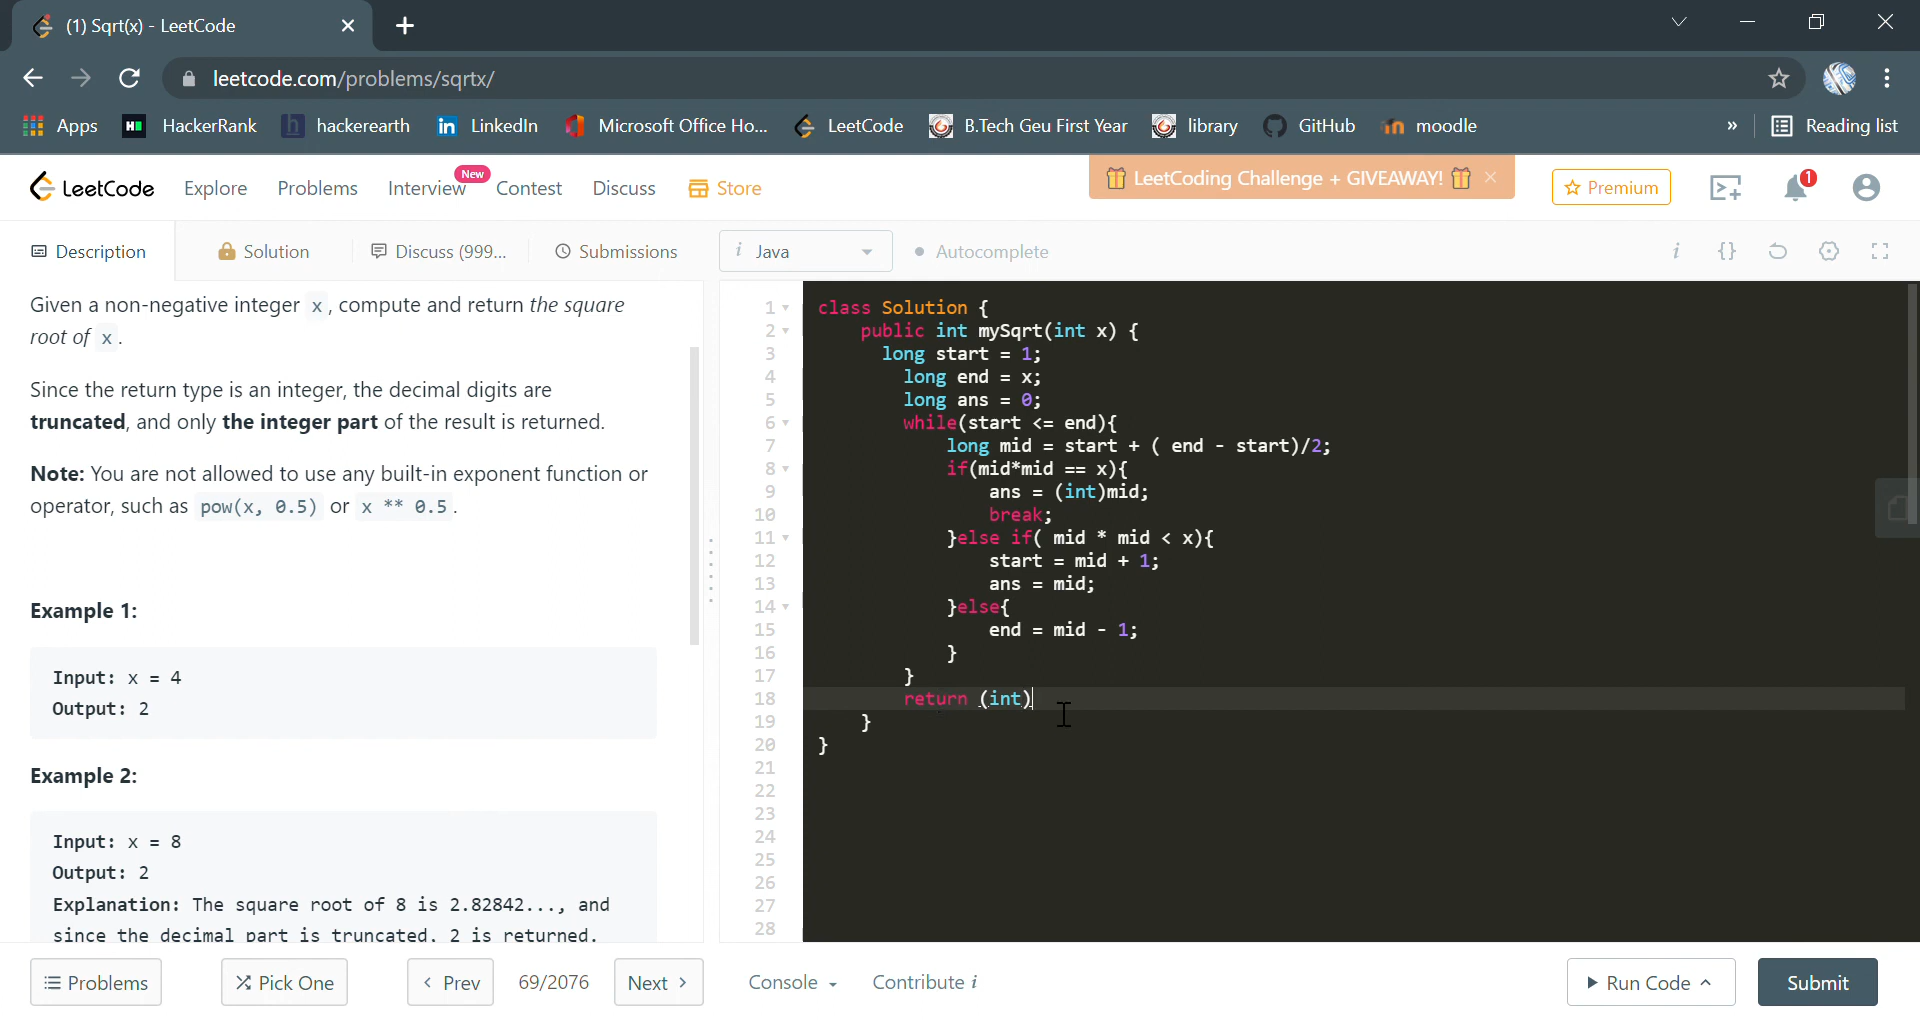 (1) Sqrt(x) - LeetCode
leetcode.com/problems/sqrtx/
Apps HackerRank hackerearth LinkedIn Microsoft Office Ho... LeetCode B.Tech Geu First Year library GitHub moodle » Reading list
LeetCode Explore Problems Interview New Contest Discuss Store LeetCoding Challenge + GIVEAWAY! Premium 1
Description Solution Discuss (999... Submissions i Java Autocomplete i {}
Given a non-negative integer x, compute and return the square
root of x.
Since the return type is an integer, the decimal digits are
truncated, and only the integer part of the result is returned.
Note: You are not allowed to use any built-in exponent function or
operator, such as pow(x, 0.5) or x ** 0.5.
Example 1:
Input: x = 4
Output: 2
Example 2:
Input: x = 8
Output: 2
Explanation: The square root of 8 is 2.82842..., and
since the decimal part is truncated, 2 is returned.
1 class Solution {
2 public int mySqrt(int x) {
3 long start = 1;
4 long end = x;
5 long ans = 0;
6 while(start <= end){
7 long mid = start + ( end - start)/2;
8 if(mid*mid == x){
9 ans = (int)mid;
10 break;
11 }else if( mid * mid < x){
12 start = mid + 1;
13 ans = mid;
14 }else{
15 end = mid - 1;
16 }
17 }
18 return (int)
19 }
20 }
21
22
23
24
25
26
27
28
Problems Pick One < Prev 69/2076 Next > Console Contribute i Run Code Submit